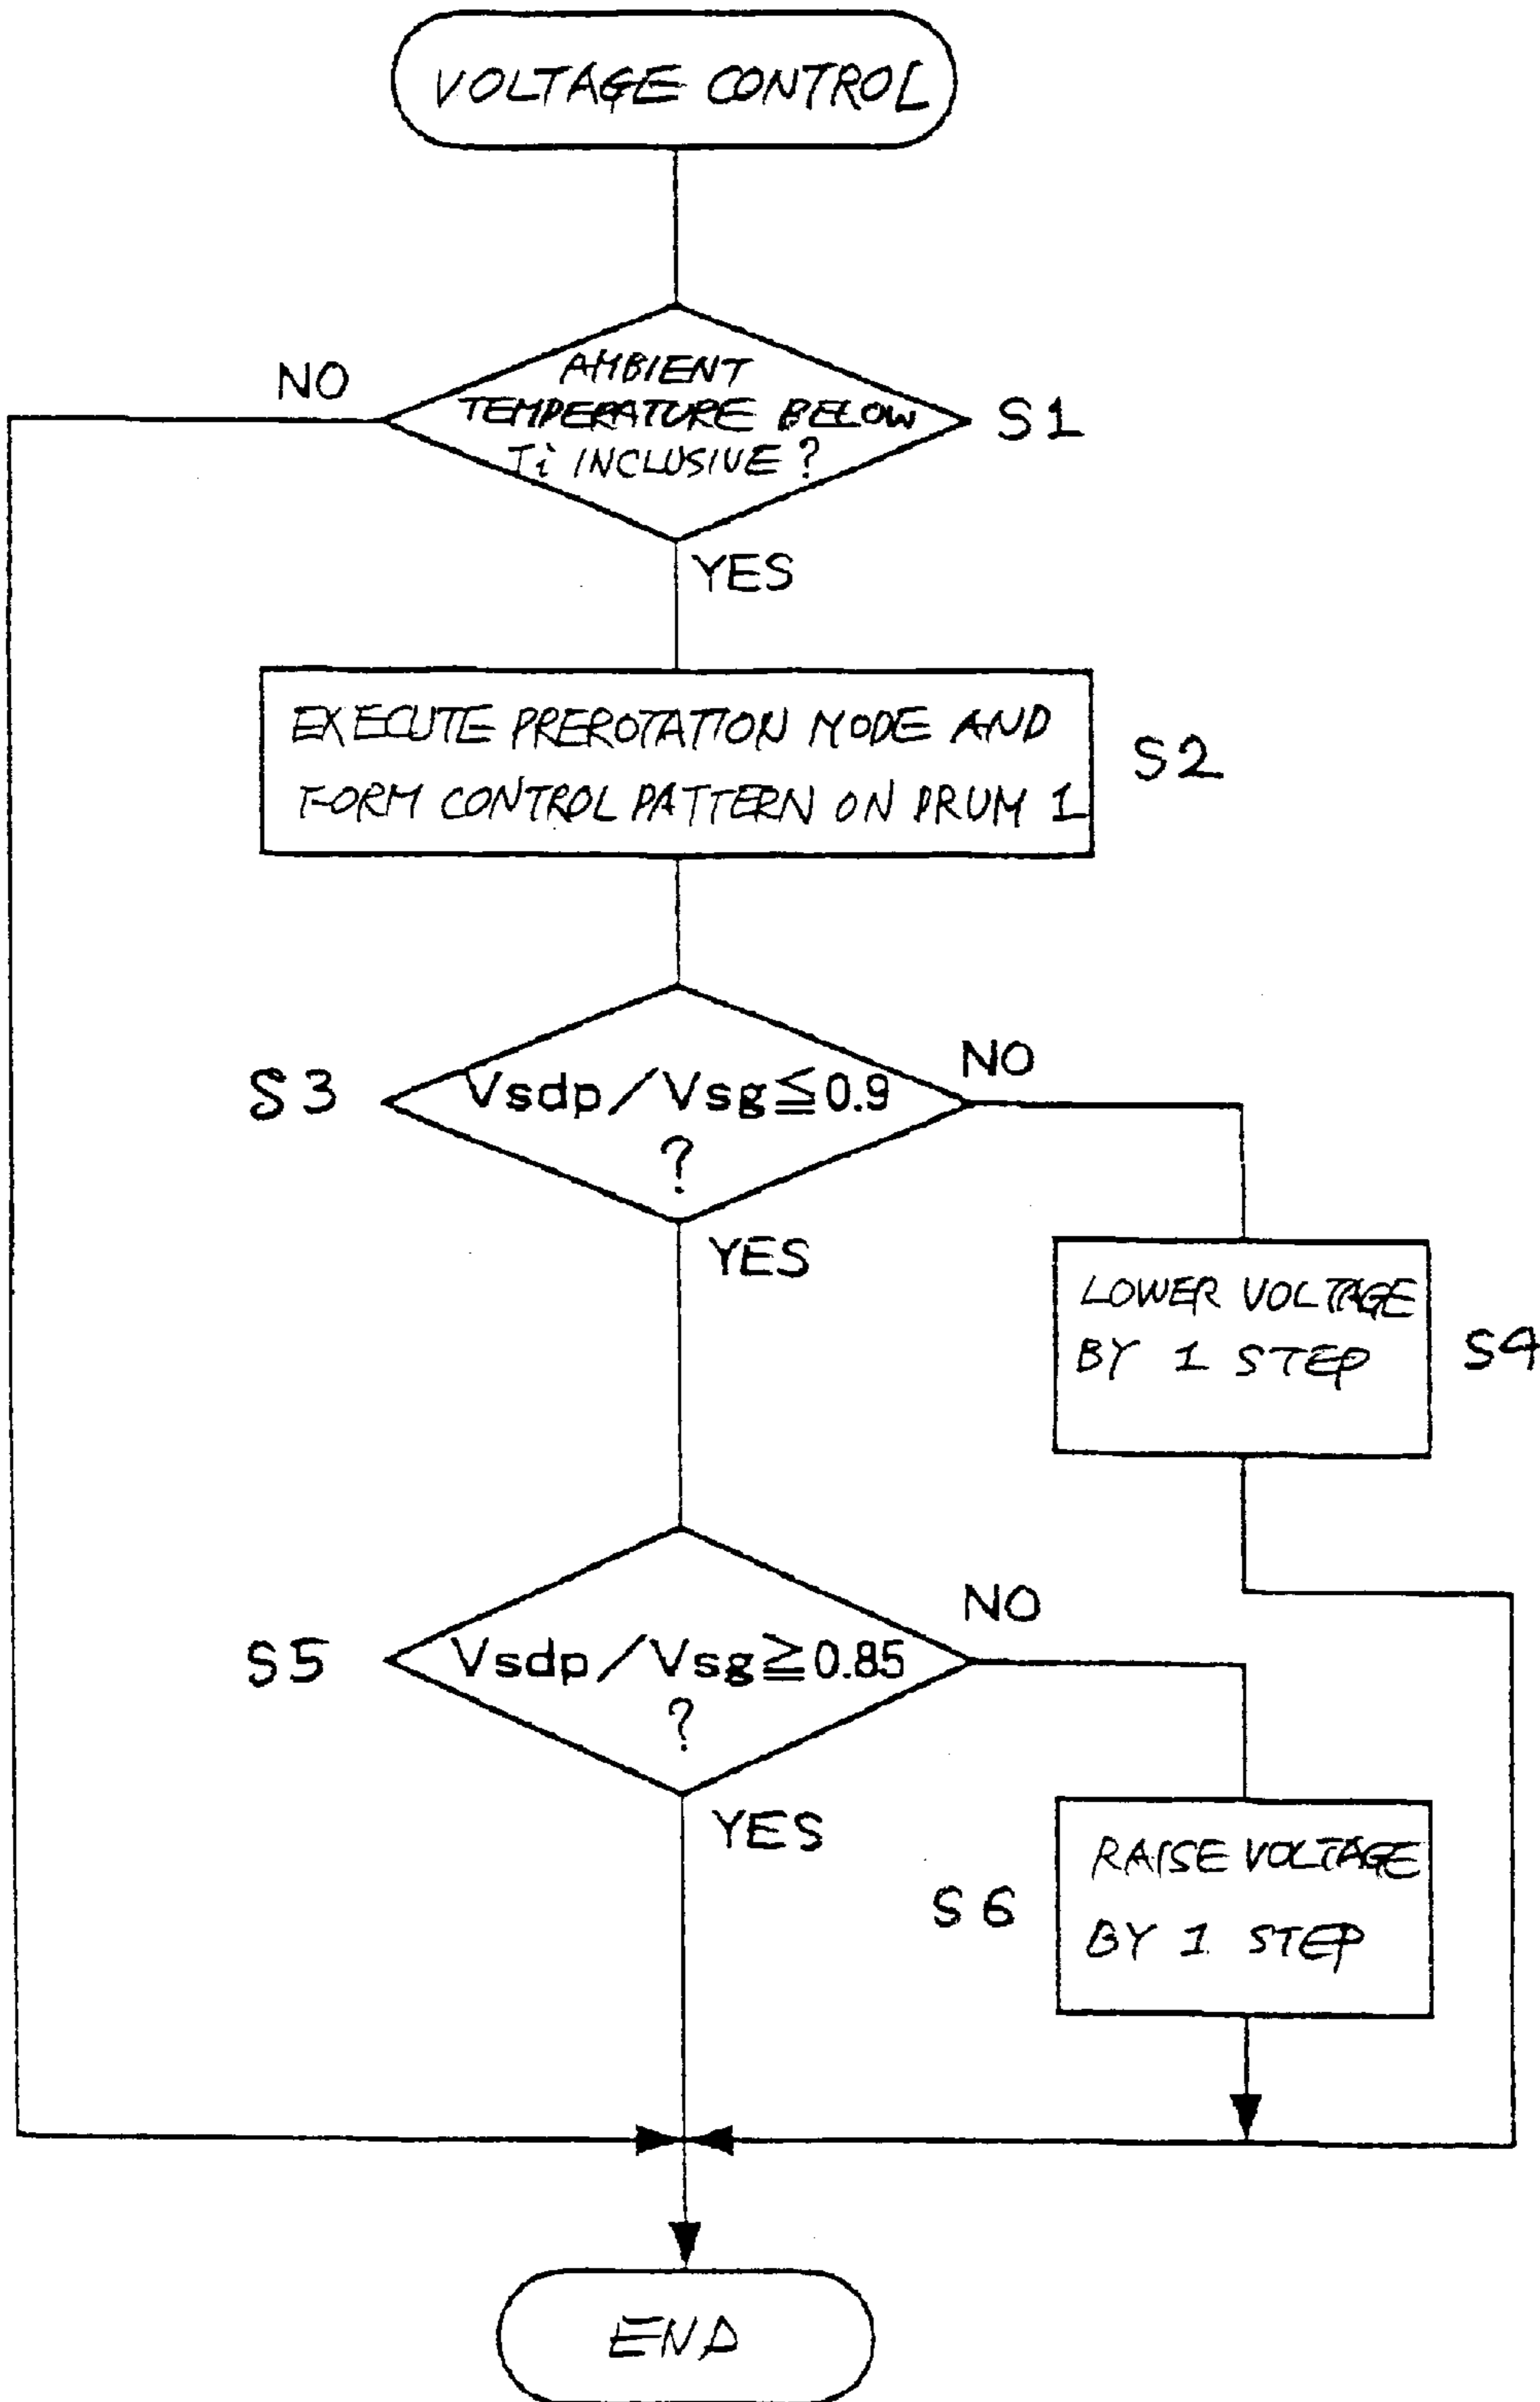 VOLTAGE CONTROL
NO
AMBIENT
TEMPERATURE BELOW
Ti INCLUSIVE ?
S1
YES
EXECUTE PREROTATION MODE AND
FORM CONTROL PATTERN ON DRUM 1
S2
S3
Vsdp/Vsg≦0.9
?
NO
YES
LOWER VOLTAGE
BY 1 STEP
S4
S5
Vsdp/Vsg≧0.85
?
NO
YES
RAISE VOLTAGE
BY 1 STEP
S6
END